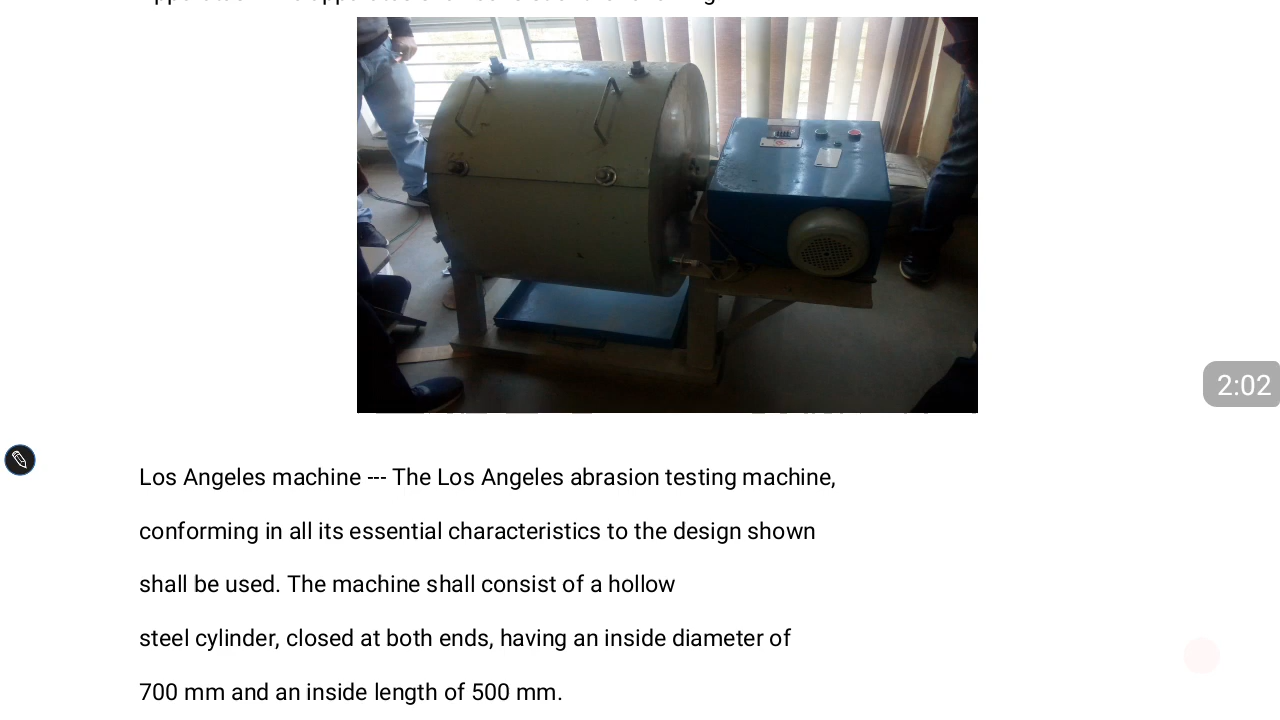 Los Angeles machine --- The Los Angeles abrasion testing machine,
2:02
conforming in all its essential characteristics to the design shown
shall be used. The machine shall consist of a hollow
steel cylinder, closed at both ends, having an inside diameter of
700 mm and an inside length of 500 mm.